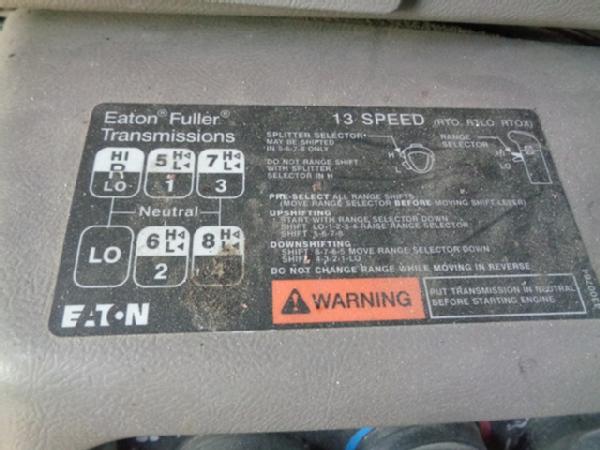 Eaton® Fuller®
Transmissions
13 SPEED (RTO, RTLO, RTOX)
SPLITTER SELECTOR
MAY BE SHIFTED
IN 5-6-7-8 ONLY
H
L
RANGE
SELECTOR
HI
LO
DO NOT RANGE SHIFT
WITH SPLITTER
SELECTOR IN H
HI
R
LO
5 H
L
1
7 H
L
3
Neutral
LO
6 H
L
2
8 H
L
PRE-SELECT ALL RANGE SHIFTS
(MOVE RANGE SELECTOR BEFORE MOVING SHIFT LEVER)
UPSHIFTING
START WITH RANGE SELECTOR DOWN
SHIFT LO-1-2-3-4 RAISE RANGE SELECTOR
SHIFT 5-6-7-8
DOWNSHIFTING
SHIFT 8-7-6-5 MOVE RANGE SELECTOR DOWN
SHIFT 4-3-2-1-LO
DO NOT CHANGE RANGE WHILE MOVING IN REVERSE
EATON
WARNING
PUT TRANSMISSION IN NEUTRAL
BEFORE STARTING ENGINE